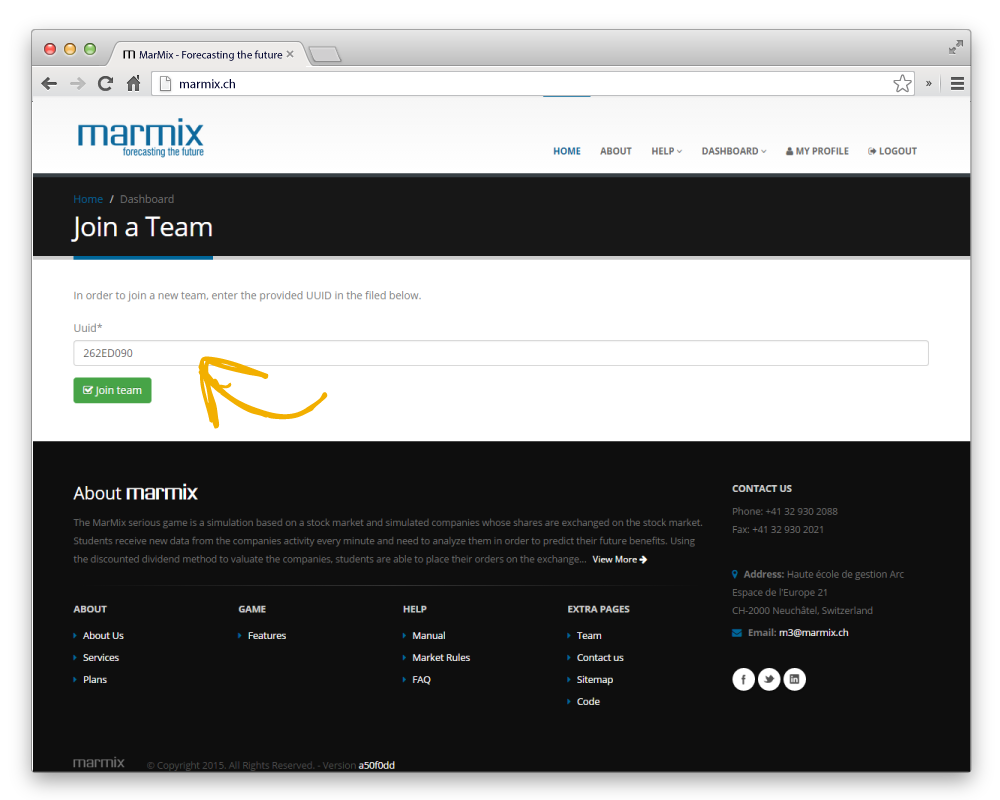 MarMix - Forecasting the future
marmix.ch
marmix
forecasting the future
HOME ABOUT HELP DASHBOARD MY PROFILE LOGOUT
Home / Dashboard
Join a Team
In order to join a new team, enter the provided UUID in the filed below.
Uuid*
262ED090
Join team
About marmix
The MarMix serious game is a simulation based on a stock market and simulated companies whose shares are exchanged on the stock market.
Students receive new data from the companies activity every minute and need to analyze them in order to predict their future benefits. Using
the discounted dividend method to valuate the companies, students are able to place their orders on the exchange... View More
CONTACT US
Phone: +41 32 930 2088
Fax: +41 32 930 2021
Address: Haute école de gestion Arc
Espace de l'Europe 21
CH-2000 Neuchâtel, Switzerland
Email: m3@marmix.ch
ABOUT
About Us
Services
Plans
GAME
Features
HELP
Manual
Market Rules
FAQ
EXTRA PAGES
Team
Contact us
Sitemap
Code
marmix © Copyright 2015. All Rights Reserved. - Version a50f0dd